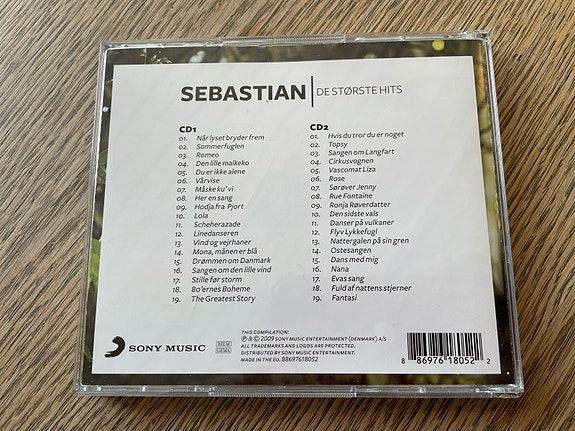 SEBASTIAN | DE STØRSTE HITS
CD1
01. Når lyset bryder frem
02. Sommerfuglen
03. Romeo
04. Den lille malkeko
05. Du er ikke alene
06. Vårvise
07. Måske ku' vi
08. Her en sang
09. Hodja fra Pjort
10. Lola
11. Scheherazade
12. Linedanseren
13. Vind og vejrhaner
14. Mona, månen er blå
15. Drømmen om Danmark
16. Sangen om den lille vind
17. Stille før storm
18. Bo'ernes Boheme
19. The Greatest Story
CD2
01. Hvis du tror du er noget
02. Topsy
03. Sangen om Langfart
04. Cirkusvognen
05. Vascomat Liza
06. Rose
07. Sørøver Jenny
08. Rue Fontaine
09. Ronja Røverdatter
10. Den sidste vals
11. Danser på vulkaner
12. Flyv Lykkefugl
13. Nattergalen på sin gren
14. Ostesangen
15. Dans med mig
16. Nana
17. Evas sang
18. Fuld af nattens stjerner
19. Fantasi
SONY MUSIC
BIEM
GEMA
THIS COMPILATION:
℗ & © 2009 SONY MUSIC ENTERTAINMENT (DENMARK) A/S
ALL TRADEMARKS AND LOGOS ARE PROTECTED.
DISTRIBUTED BY SONY MUSIC ENTERTAINMENT.
MADE IN THE EU. 88697618052
8 86976 18052 2